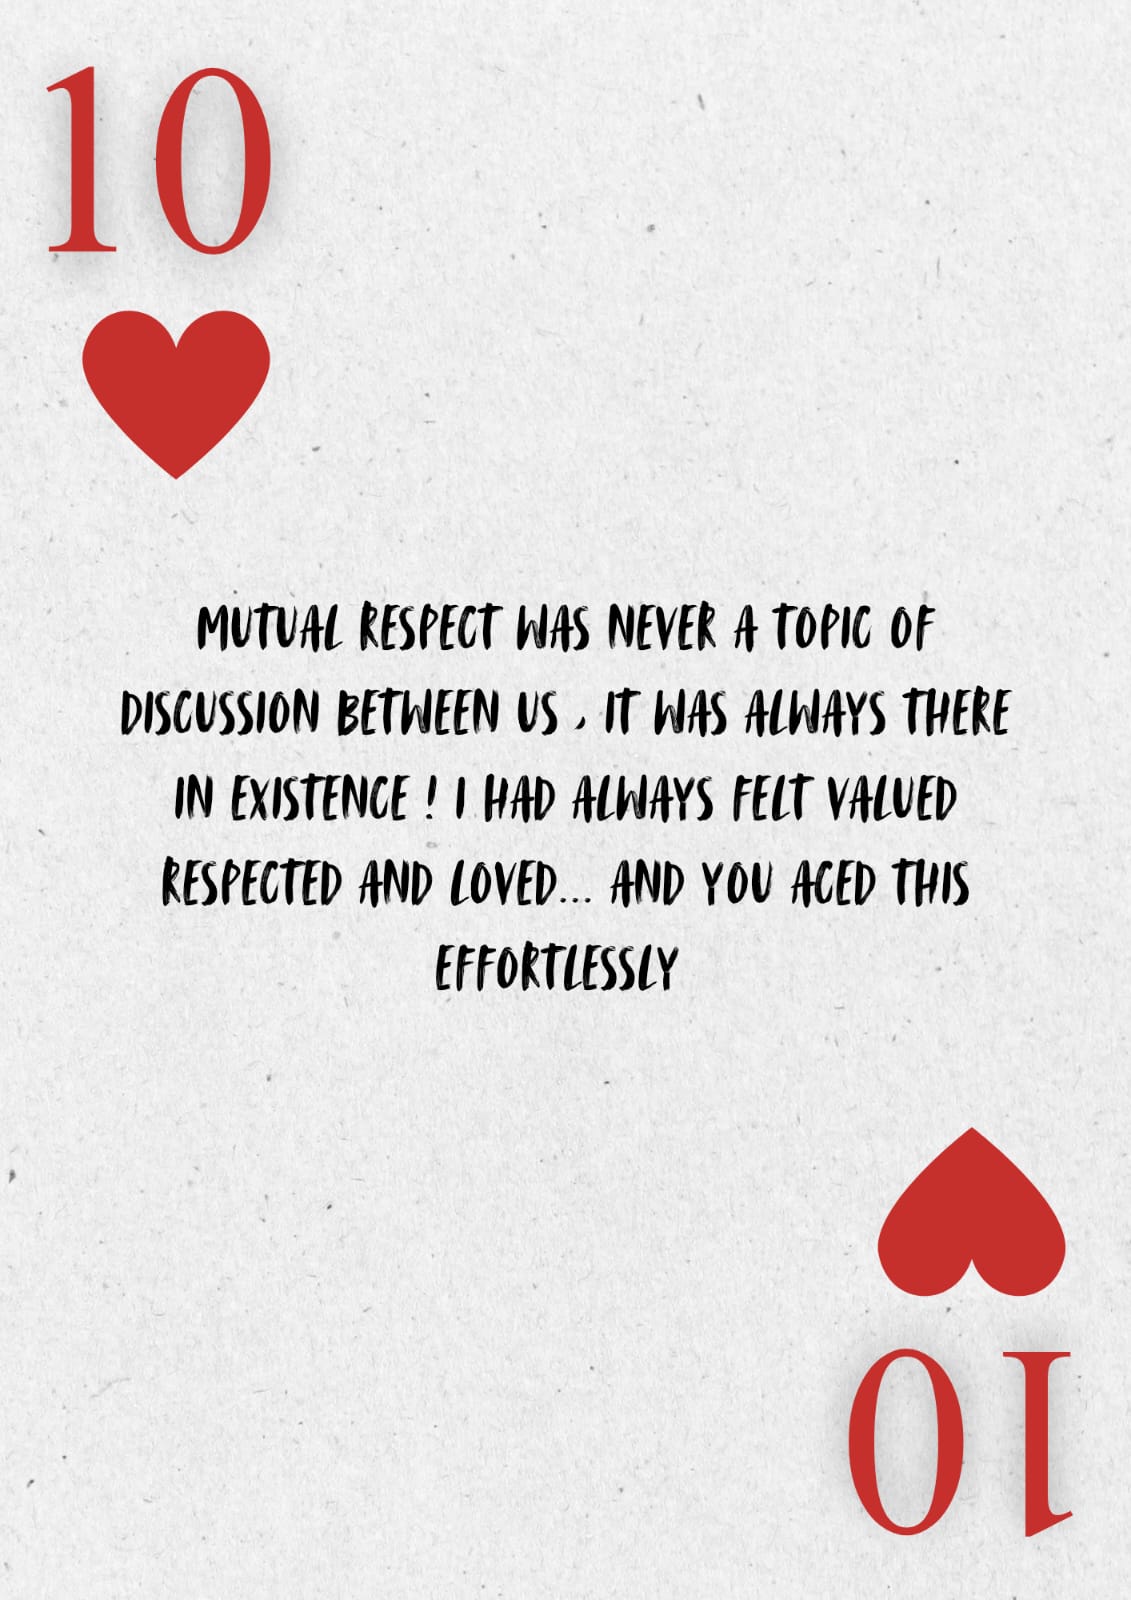 10
MUTUAL RESPECT WAS NEVER A TOPIC OF
DISCUSSION BETWEEN US , IT WAS ALWAYS THERE
IN EXISTENCE ! I HAD ALWAYS FELT VALUED
RESPECTED AND LOVED... AND YOU ACED THIS
EFFORTLESSLY
10